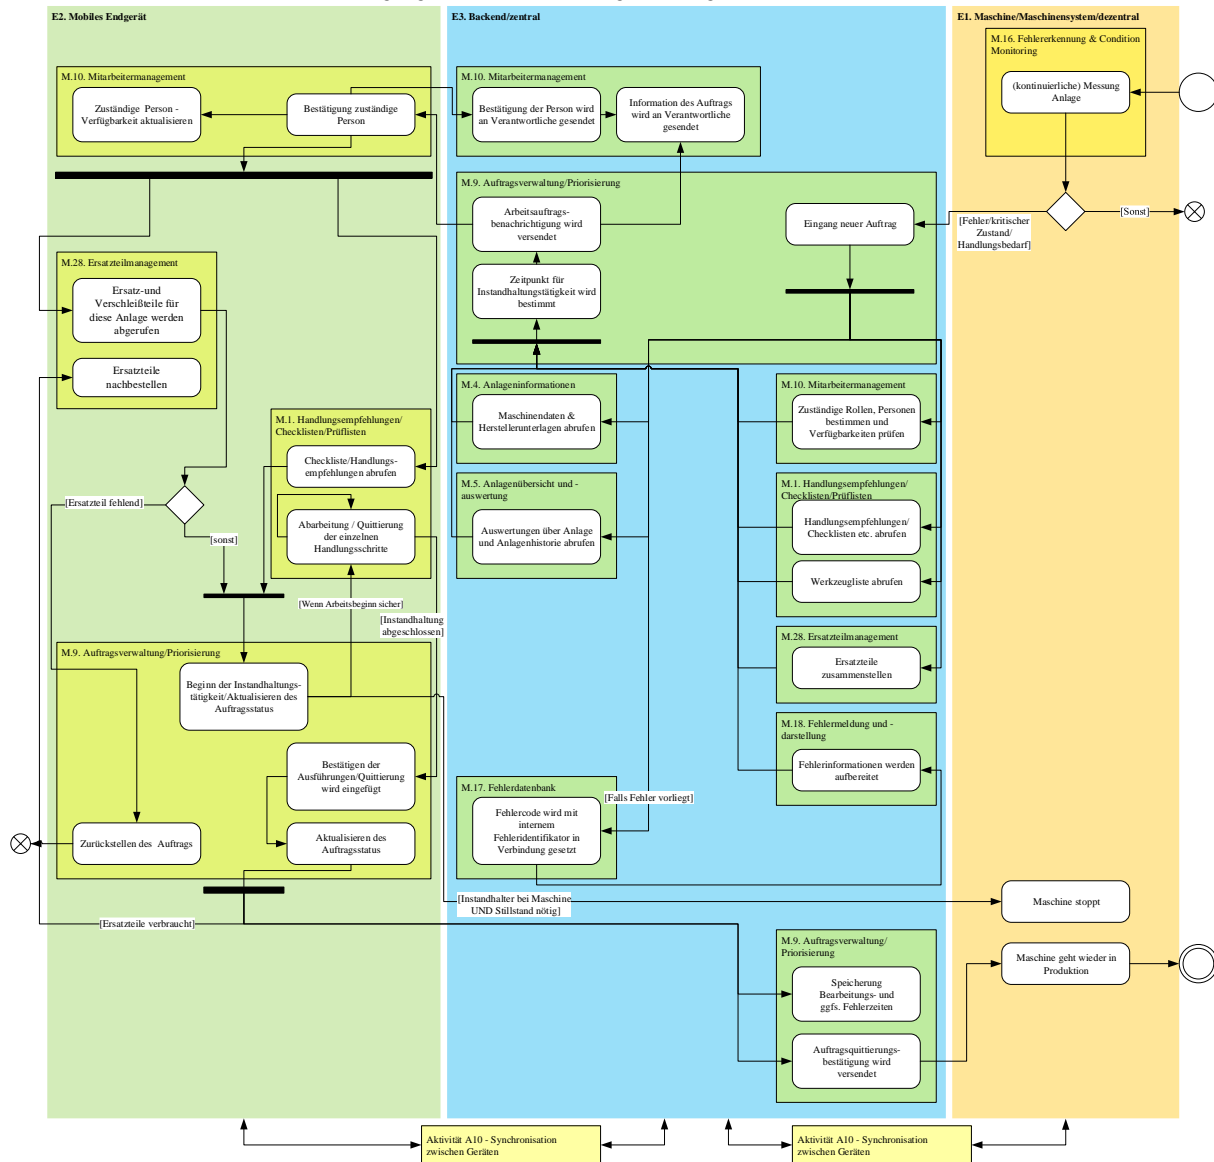 E2. Mobiles Endgerät
E3. Backend/zentral
E1. Maschine/Maschinensystem/dezentral
M.10. Mitarbeitermanagement
Zuständige Person -
Verfügbarkeit aktualisieren
Bestätigung zuständige
Person
M.10. Mitarbeitermanagement
Bestätigung der Person wird
an Verantwortliche gesendet
Information des Auftrags
wird an Verantwortliche
gesendet
M.16. Fehlererkennung & Condition
Monitoring
(kontinuierliche) Messung
Anlage
M.9. Auftragsverwaltung/Priorisierung
Arbeitsauftrags-
benachrichtigung wird
versendet
Eingang neuer Auftrag
[Fehler/kritischer
Zustand/
Handlungsbedarf]
[Sonst]
Zeitpunkt für
Instandhaltungstätigkeit wird
bestimmt
M.28. Ersatzteilmanagement
Ersatz-und
Verschleißteile für
diese Anlage werden
abgerufen
Ersatzteile
nachbestellen
M.1. Handlungsempfehlungen/
Checklisten/Prüflisten
Checkliste/Handlungs-
empfehlungen abrufen
Abarbeitung / Quittierung
der einzelnen
Handlungsschritte
[Ersatzteil fehlend]
[sonst]
[Wenn Arbeitsbeginn sicher]
[Instandhaltung
abgeschlossen]
M.4. Anlageninformationen
Maschinendaten &
Herstellerunterlagen abrufen
M.5. Anlagenübersicht und -
auswertung
Auswertungen über Anlage
und Anlagenhistorie abrufen
M.10. Mitarbeitermanagement
Zuständige Rollen, Personen
bestimmen und
Verfügbarkeiten prüfen
M.1. Handlungsempfehlungen/
Checklisten/Prüflisten
Handlungsempfehlungen/
Checklisten etc. abrufen
Werkzeugliste abrufen
M.28. Ersatzteilmanagement
Ersatzteile
zusammenstellen
M.18. Fehlermeldung und -
darstellung
Fehlerinformationen werden
aufbereitet
M.17. Fehlerdatenbank
[Falls Fehler vorliegt]
Fehlercode wird mit
internem
Fehleridentifikator in
Verbindung gesetzt
M.9. Auftragsverwaltung/Priorisierung
Beginn der Instandhaltungs-
tätigkeit/Aktualisieren des
Auftragsstatus
Bestätigen der
Ausführungen/Quittierung
wird eingefügt
Zurückstellen des Auftrags
Aktualisieren des
Auftragsstatus
[Instandhalter bei Maschine
UND Stillstand nötig]
[Ersatzteile verbraucht]
Maschine stoppt
M.9. Auftragsverwaltung/
Priorisierung
Speicherung
Bearbeitungs- und
ggfs. Fehlerzeiten
Auftragsquittierungs-
bestätigung wird
versendet
Maschine geht wieder in
Produktion
Aktivität A10 - Synchronisation
zwischen Geräten
Aktivität A10 - Synchronisation
zwischen Geräten